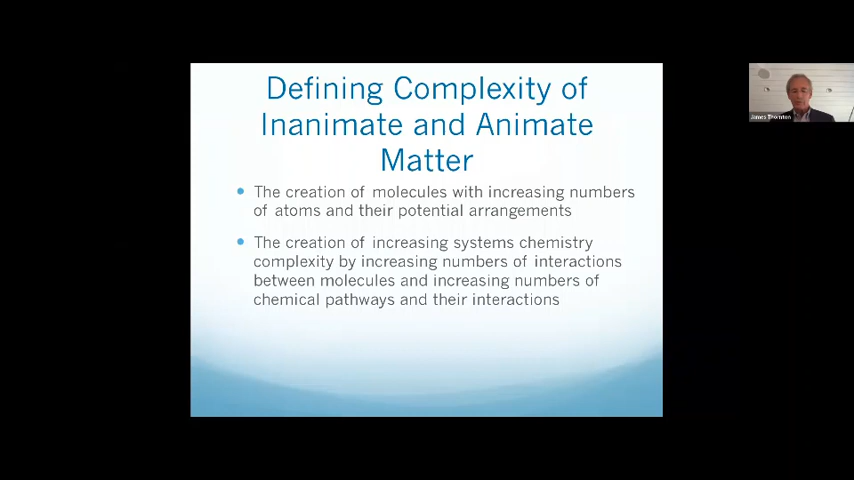 Defining Complexity of
Inanimate and Animate
Matter
• The creation of molecules with increasing numbers
of atoms and their potential arrangements
• The creation of increasing systems chemistry
complexity by increasing numbers of interactions
between molecules and increasing numbers of
chemical pathways and their interactions
James Thornton